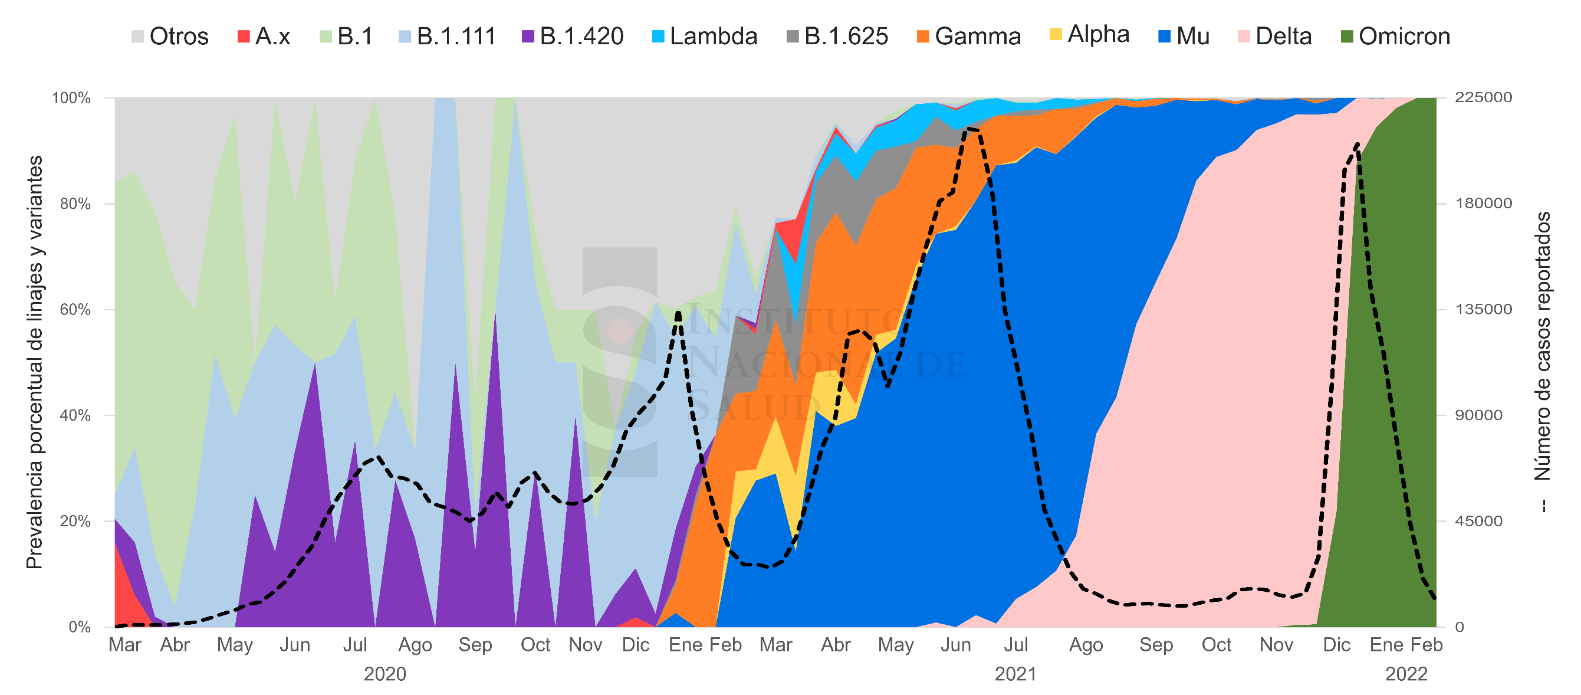 Otros A.x B.1 B.1.111 B.1.420 Lambda B.1.625 Gamma Alpha Mu Delta Omicron
Prevalencia porcentual de linajes y variantes
100%
80%
60%
40%
20%
0%
INSTITUTO
NACIONAL DE
SALUD
225000
180000
135000
90000
45000
0
-- Número de casos reportados
Mar Abr May Jun Jul Ago Sep Oct Nov Dic Ene Feb Mar Abr May Jun Jul Ago Sep Oct Nov Dic Ene Feb
2020 2021 2022